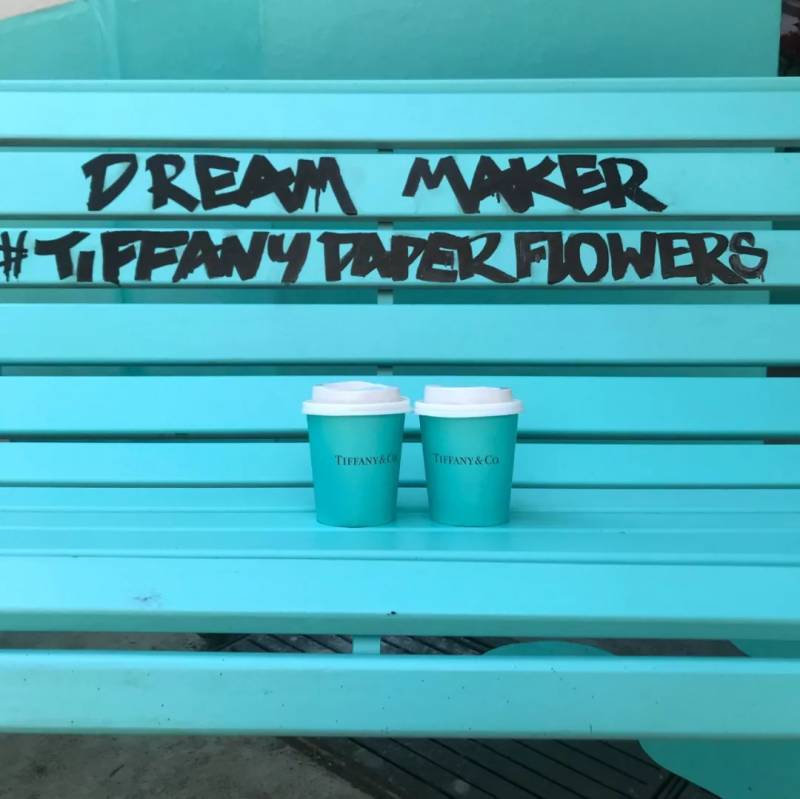 DREAM MAKER
#TIFFANY PAPER FLOWERS
TIFFANY & CO.
TIFFANY & CO.